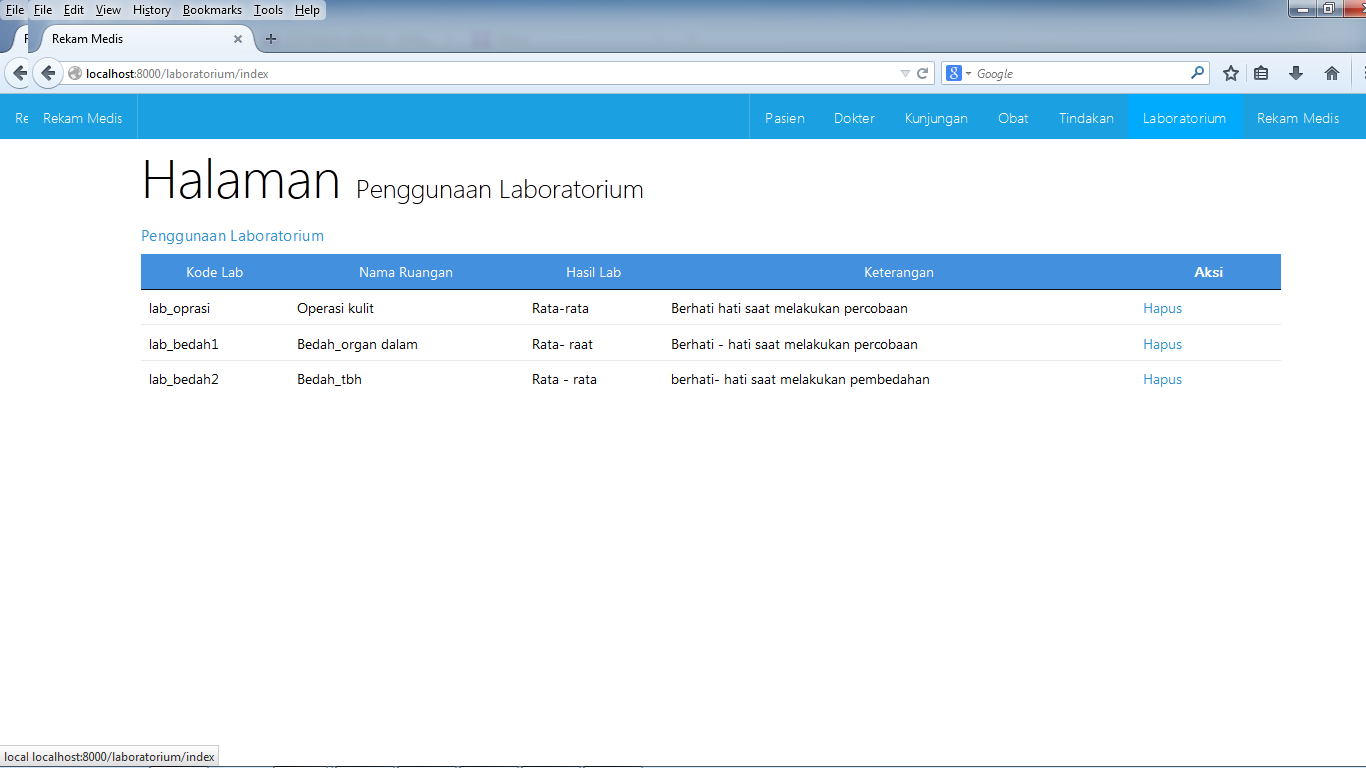 File File Edit View History Bookmarks Tools Help
Rekam Medis
localhost:8000/laboratorium/index
Google
Re Rekam Medis Pasien Dokter Kunjungan Obat Tindakan Laboratorium Rekam Medis
Halaman Penggunaan Laboratorium
Penggunaan Laboratorium
Kode Lab Nama Ruangan Hasil Lab Keterangan Aksi
lab_oprasi Operasi kulit Rata-rata Berhati hati saat melakukan percobaan Hapus
lab_bedah1 Bedah_organ dalam Rata- raat Berhati - hati saat melakukan percobaan Hapus
lab_bedah2 Bedah_tbh Rata - rata berhati- hati saat melakukan pembedahan Hapus
local localhost:8000/laboratorium/index